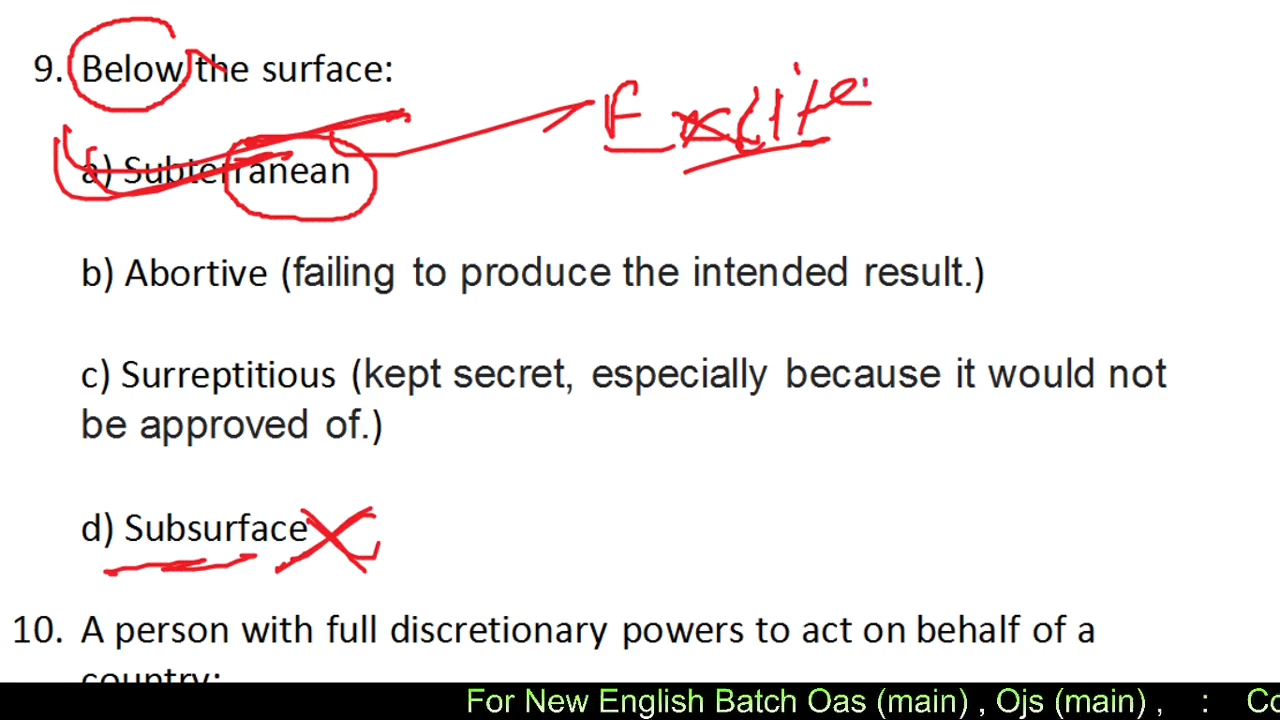 9. Below the surface:
a) Subterranean
b) Abortive (failing to produce the intended result.)
c) Surreptitious (kept secret, especially because it would not
be approved of.)
d) Subsurface
10. A person with full discretionary powers to act on behalf of a
country:
For New English Batch Oas (main) , Ojs (main) , : Co